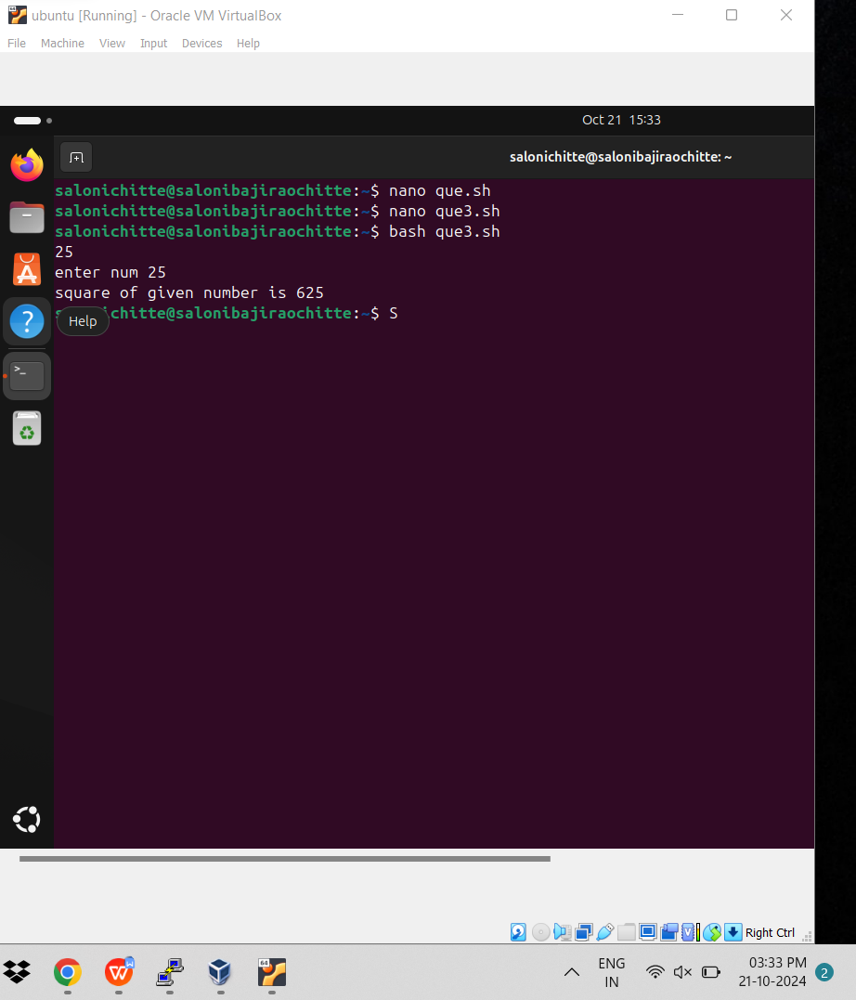 ubuntu [Running] - Oracle VM VirtualBox
File Machine View Input Devices Help
Oct 21 15:33
salonichitte@salonibajiraochitte: ~
salonichitte@salonibajiraochitte:~$ nano que.sh
salonichitte@salonibajiraochitte:~$ nano que3.sh
salonichitte@salonibajiraochitte:~$ bash que3.sh
25
enter num 25
square of given number is 625
chitte@salonibajiraochitte:~$ S
Help
Right Ctrl
ENG
IN
03:33 PM
21-10-2024
2